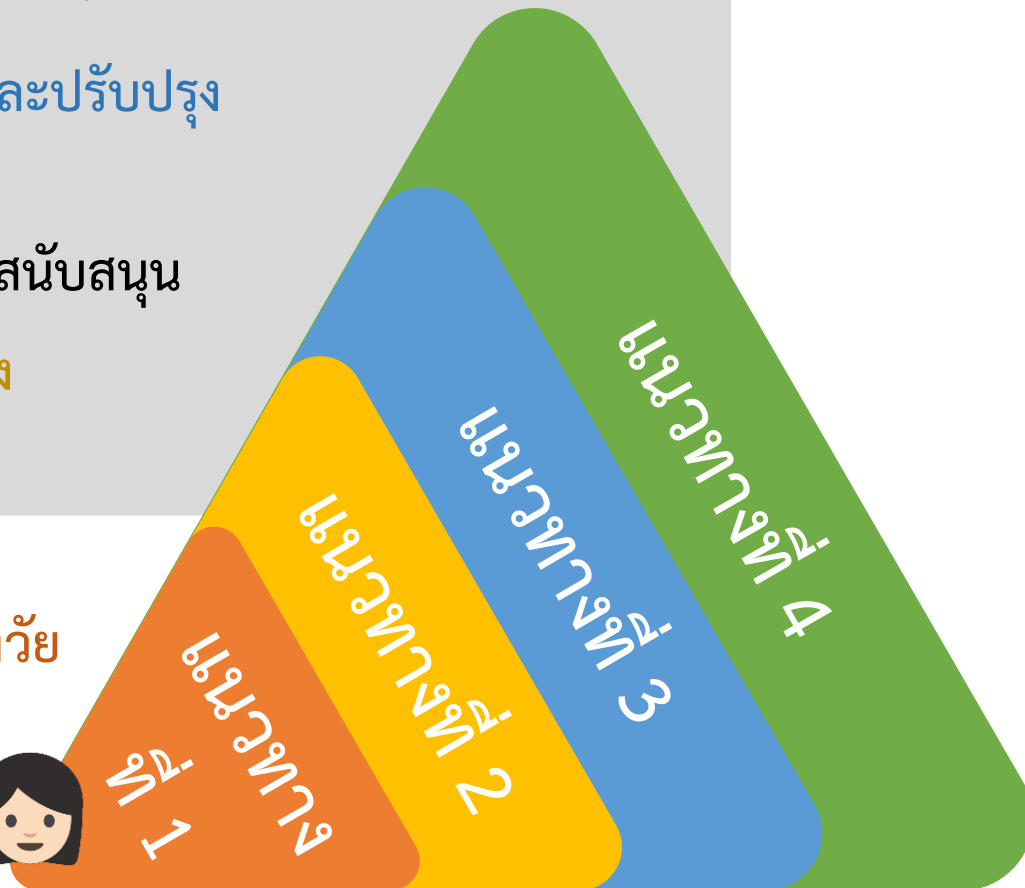 ละปรับปรุง
สนับสนุน
ง
วัย
แนวทางที่ 4
แนวทางที่ 3
แนวทางที่ 2
แนวทาง
ที่ 1